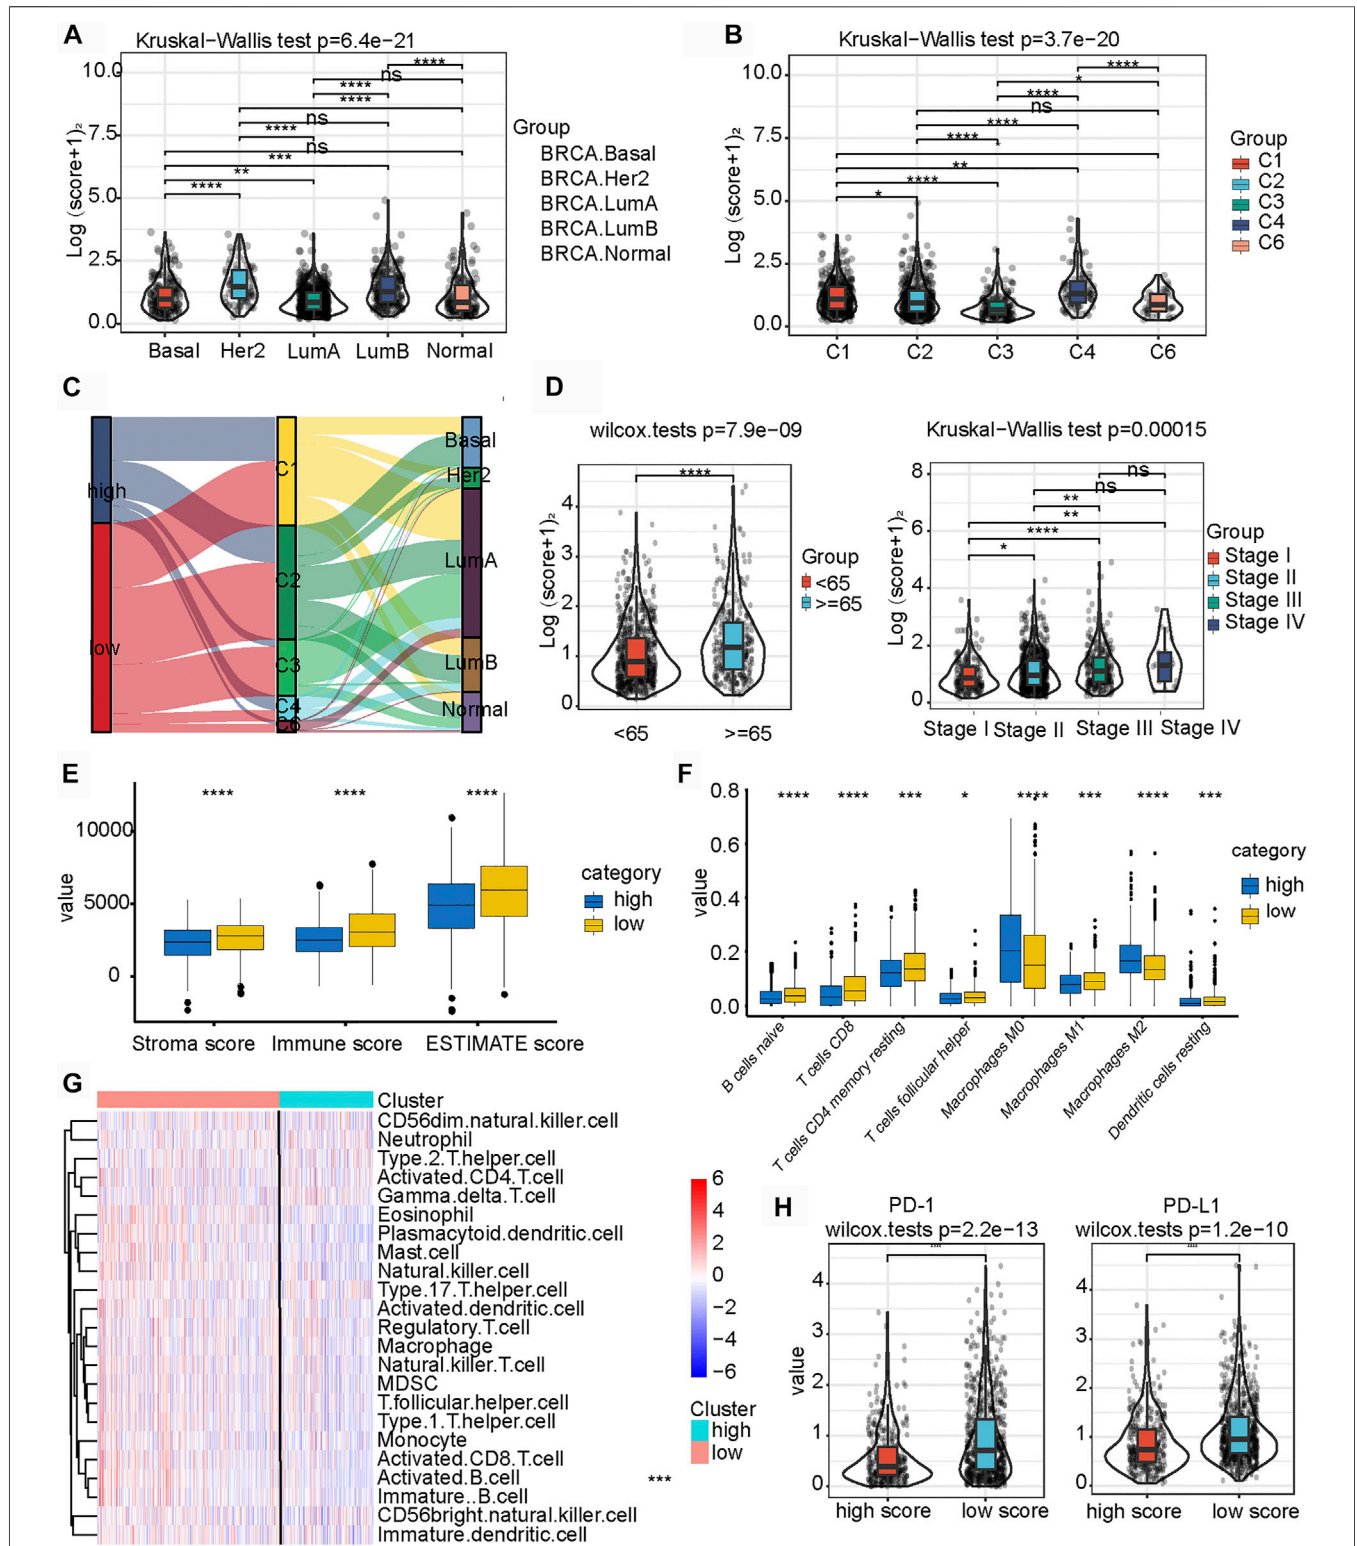 A
Kruskal-Wallis test p=6.4e-21
Log (score+1)₂
10.0
7.5
5.0
2.5
0.0
****
ns
****
****
ns
****
ns
***
**
****
Basal Her2 LumA LumB Normal
Group
BRCA.Basal
BRCA.Her2
BRCA.LumA
BRCA.LumB
BRCA.Normal
B
Kruskal-Wallis test p=3.7e-20
Log (score+1)₂
10.0
7.5
5.0
2.5
0.0
****
*
****
ns
****
****
*
**
****
*
C1 C2 C3 C4 C6
Group
C1
C2
C3
C4
C6
C
high
low
C1
C2
C3
C4
C6
Basal
Her2
LumA
LumB
Normal
D
wilcox.tests p=7.9e-09
Log (score+1)₂
4
3
2
1
0
****
<65 >=65
Group
<65
>=65
Kruskal-Wallis test p=0.00015
Log (score+1)₂
8
6
4
2
0
ns
ns
**
**
****
*
Stage I Stage II Stage III Stage IV
Group
Stage I
Stage II
Stage III
Stage IV
E
value
10000
5000
0
**** **** ****
Stroma score Immune score ESTIMATE score
category
high
low
F
value
0.8
0.6
0.4
0.2
0.0
**** **** *** * **** *** **** ***
B cells naive
T cells CD8
T cells CD4 memory resting
T cells follicular helper
Macrophages M0
Macrophages M1
Macrophages M2
Dendritic cells resting
category
high
low
G
Cluster
CD56dim.natural.killer.cell
Neutrophil
Type.2.T.helper.cell
Activated.CD4.T.cell
Gamma.delta.T.cell
Eosinophil
Plasmacytoid.dendritic.cell
Mast.cell
Natural.killer.cell
Type.17.T.helper.cell
Activated.dendritic.cell
Regulatory.T.cell
Macrophage
Natural.killer.T.cell
MDSC
T.follicular.helper.cell
Type.1.T.helper.cell
Monocyte
Activated.CD8.T.cell
Activated.B.cell ***
Immature..B.cell
CD56bright.natural.killer.cell
Immature.dendritic.cell
6
4
2
0
−2
−4
−6
Cluster
high
low
H
PD-1
wilcox.tests p=2.2e-13
value
4
3
2
1
0
****
high score low score
PD-L1
wilcox.tests p=1.2e-10
4
3
2
1
0
****
high score low score